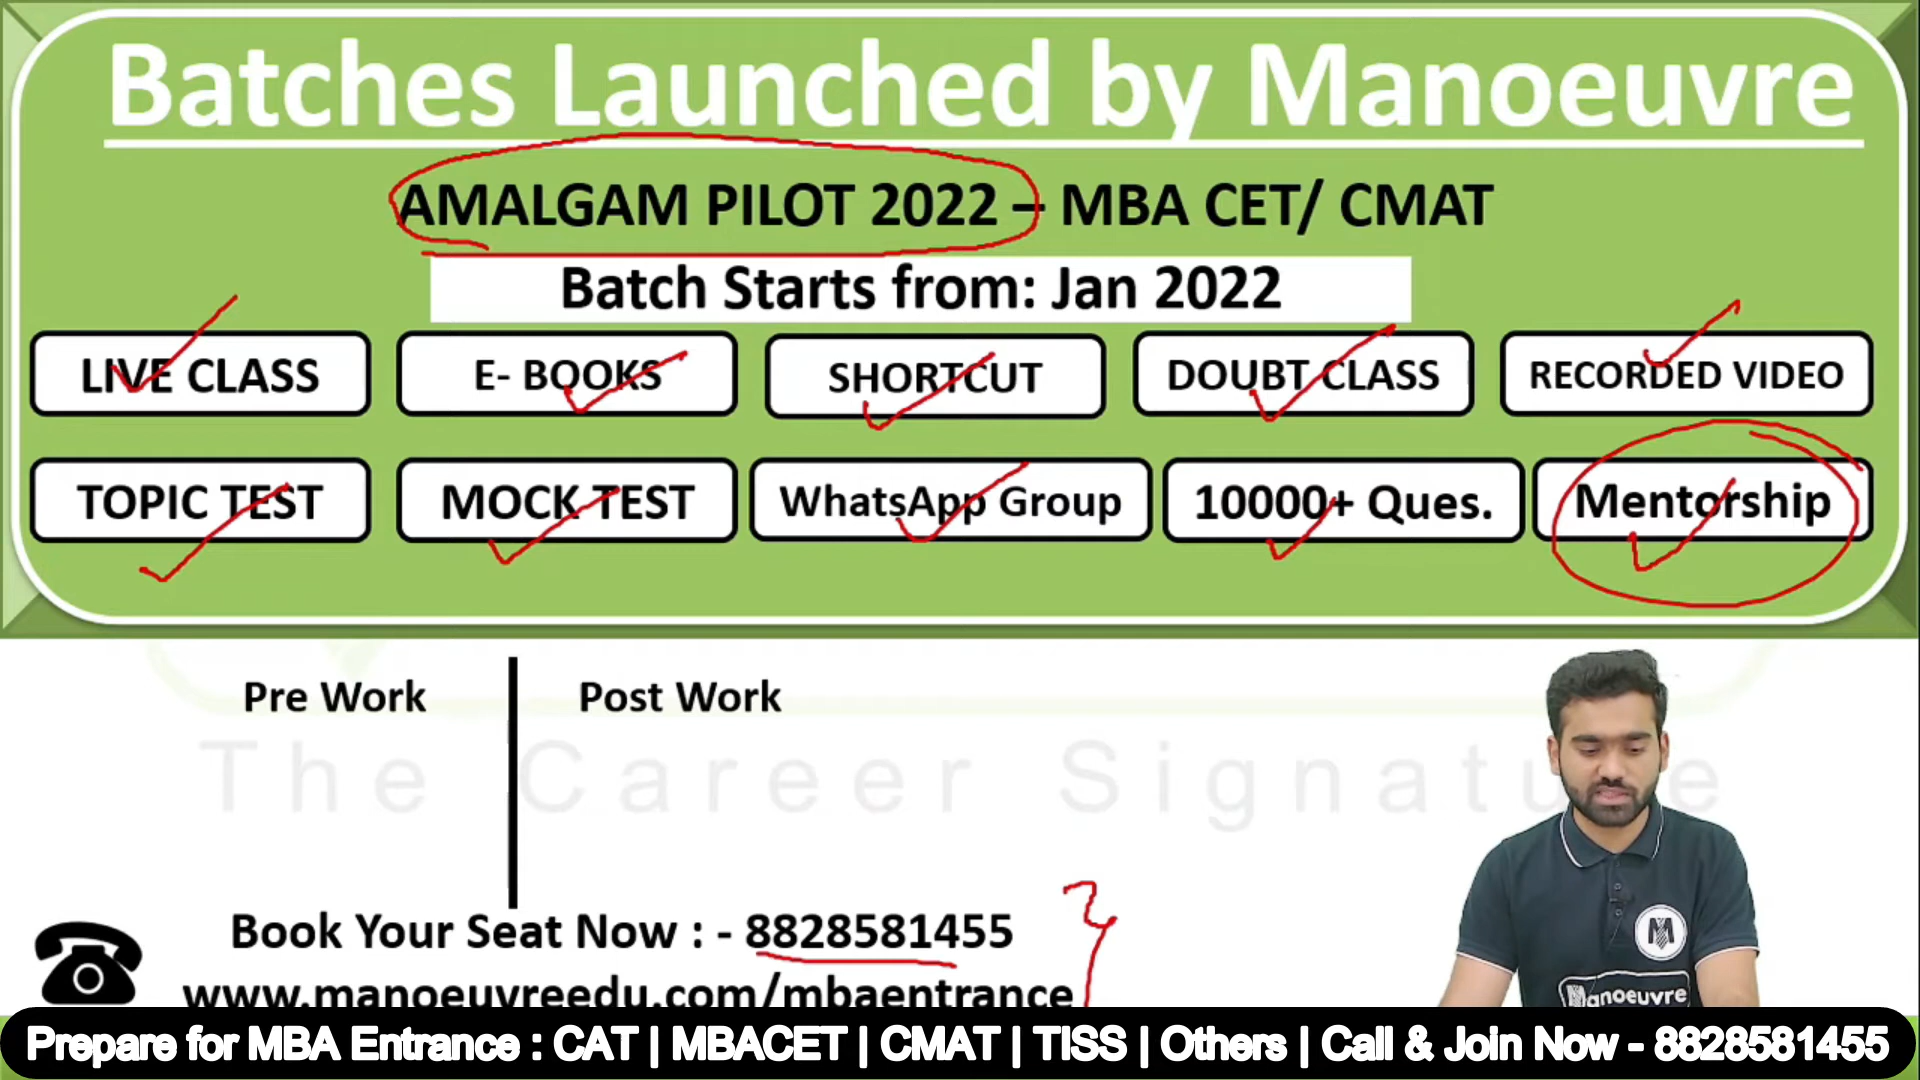 Batches Launched by Manoeuvre
AMALGAM PILOT 2022 – MBA CET/ CMAT
Batch Starts from: Jan 2022
LIVE CLASS E- BOOKS SHORTCUT DOUBT CLASS RECORDED VIDEO
TOPIC TEST MOCK TEST WhatsApp Group 10000+ Ques. Mentorship
Pre Work Post Work
The Career Signature
Book Your Seat Now : - 8828581455
www.manoeuvreedu.com/mbaentrance
Manoeuvre
Prepare for MBA Entrance : CAT | MBACET | CMAT | TISS | Others | Call & Join Now - 8828581455